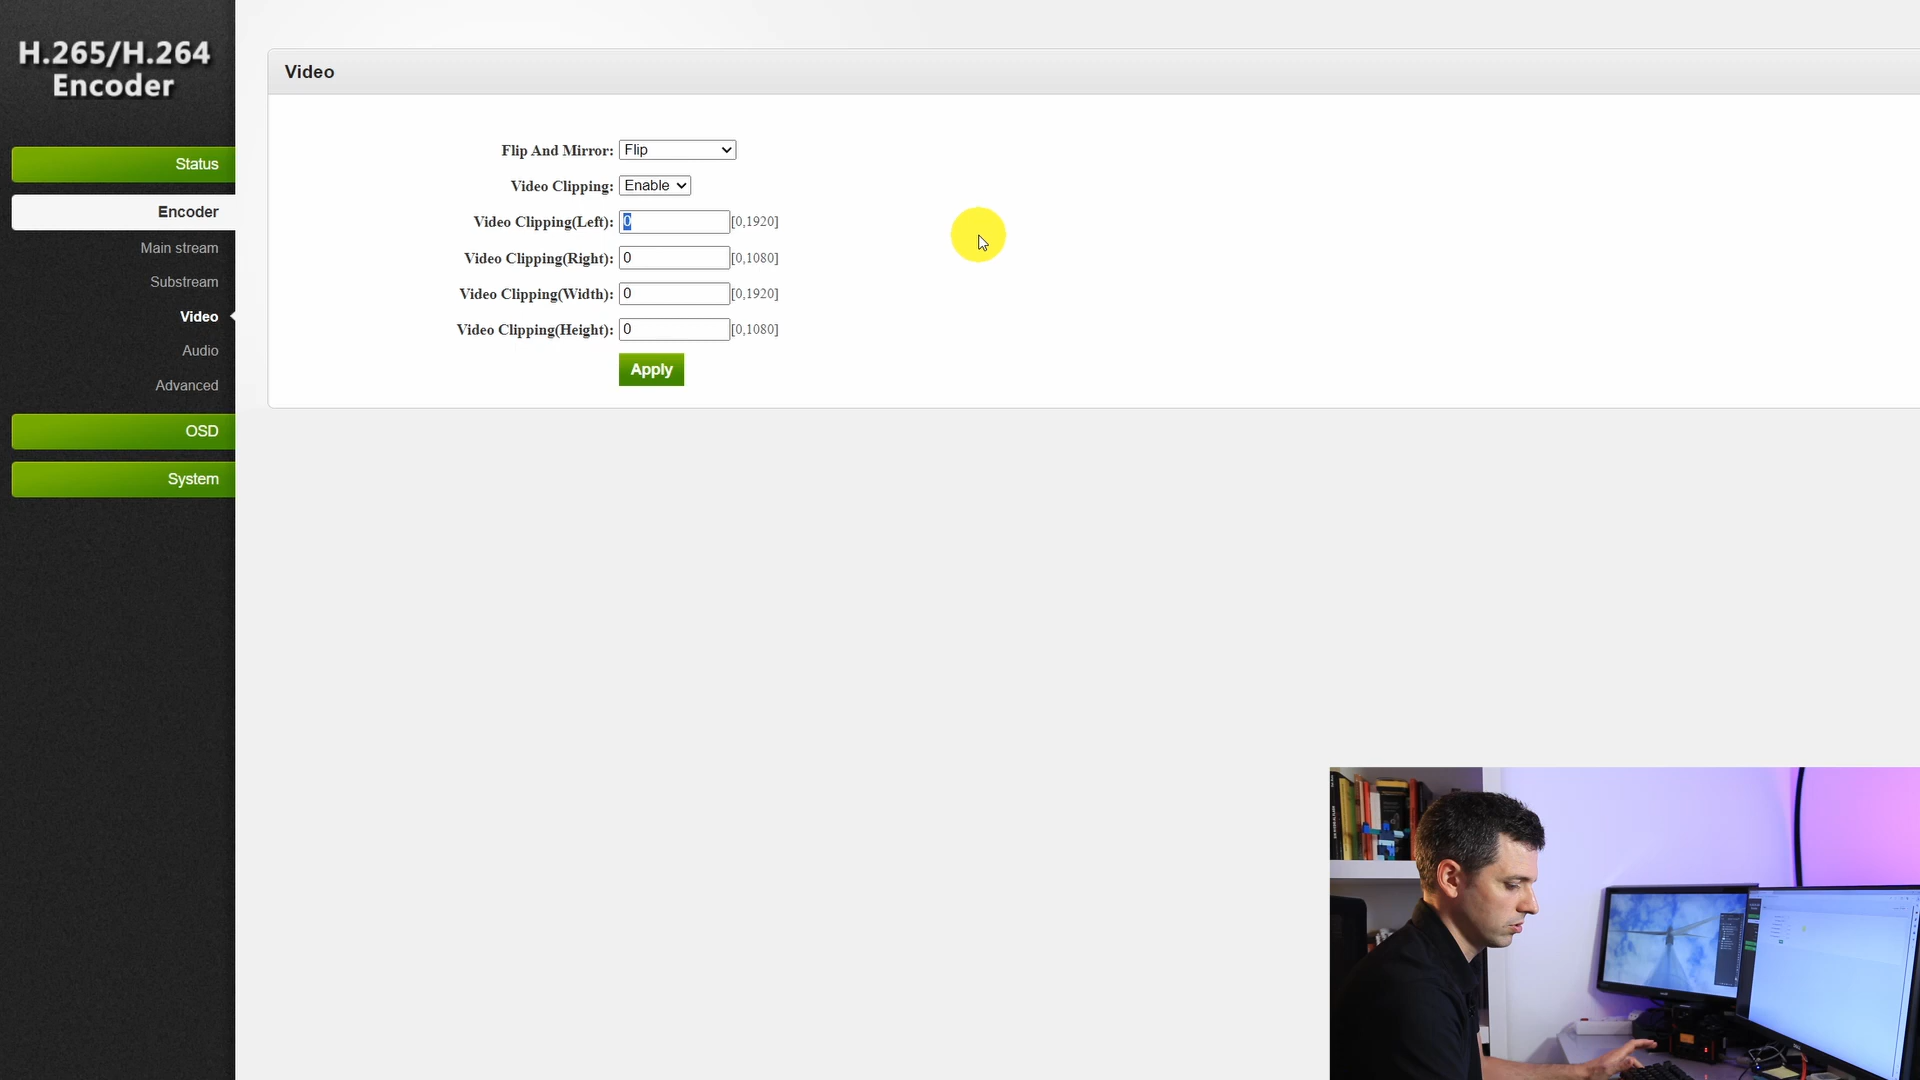 H.265/H.264
Encoder
Status
Encoder
Main stream
Substream
Video
Audio
Advanced
OSD
System
Video
Flip And Mirror: Flip
Video Clipping: Enable
Video Clipping(Left): 0 [0,1920]
Video Clipping(Right): 0 [0,1080]
Video Clipping(Width): 0 [0,1920]
Video Clipping(Height): 0 [0,1080]
Apply